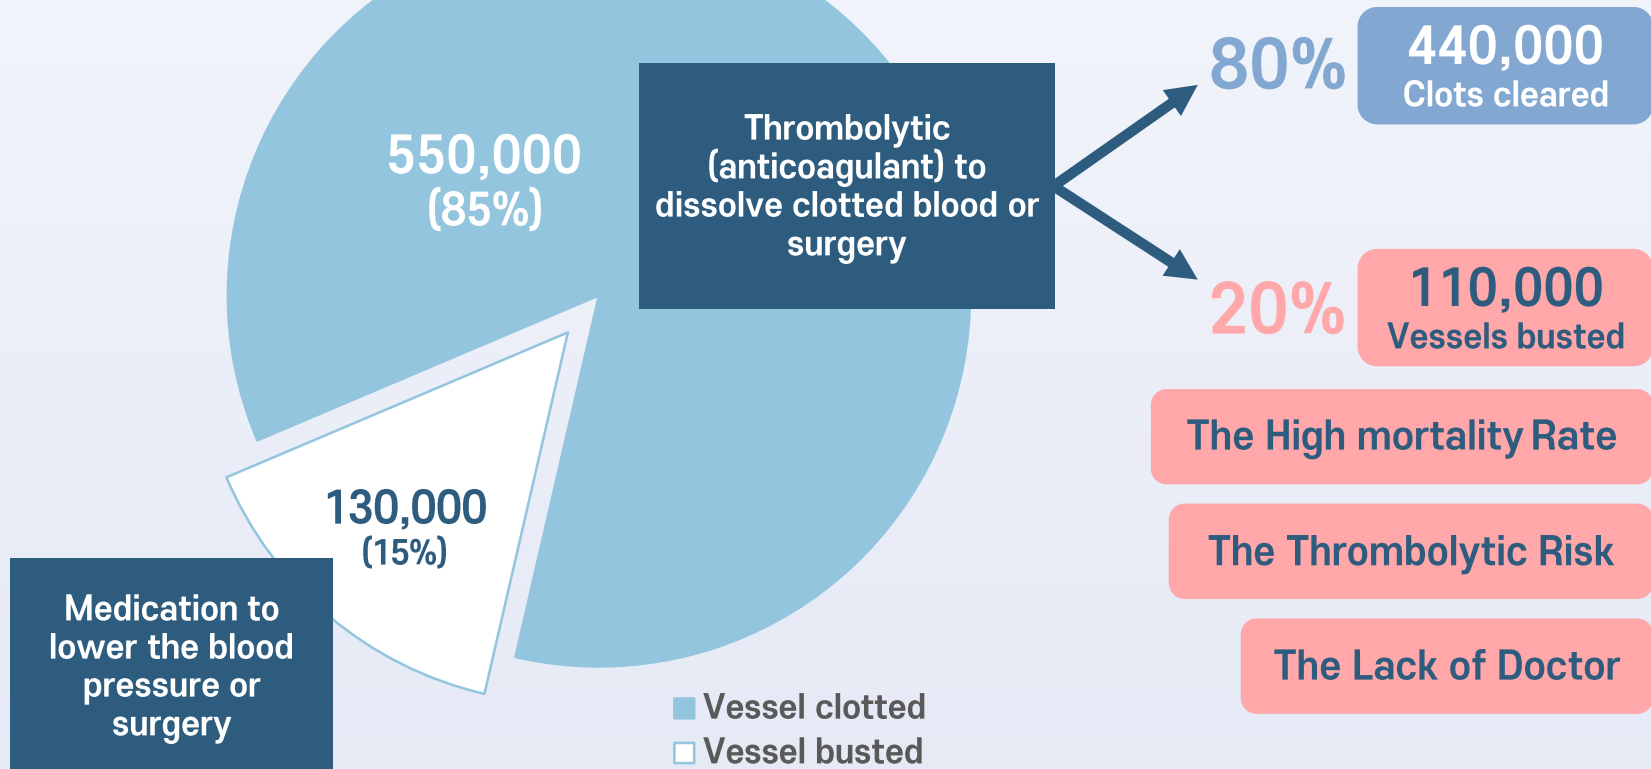 550,000
(85%)
Thrombolytic
(anticoagulant) to
dissolve clotted blood or
surgery
80%
440,000
Clots cleared
20%
110,000
Vessels busted
The High mortality Rate
The Thrombolytic Risk
The Lack of Doctor
130,000
(15%)
Medication to
lower the blood
pressure or
surgery
Vessel clotted
Vessel busted